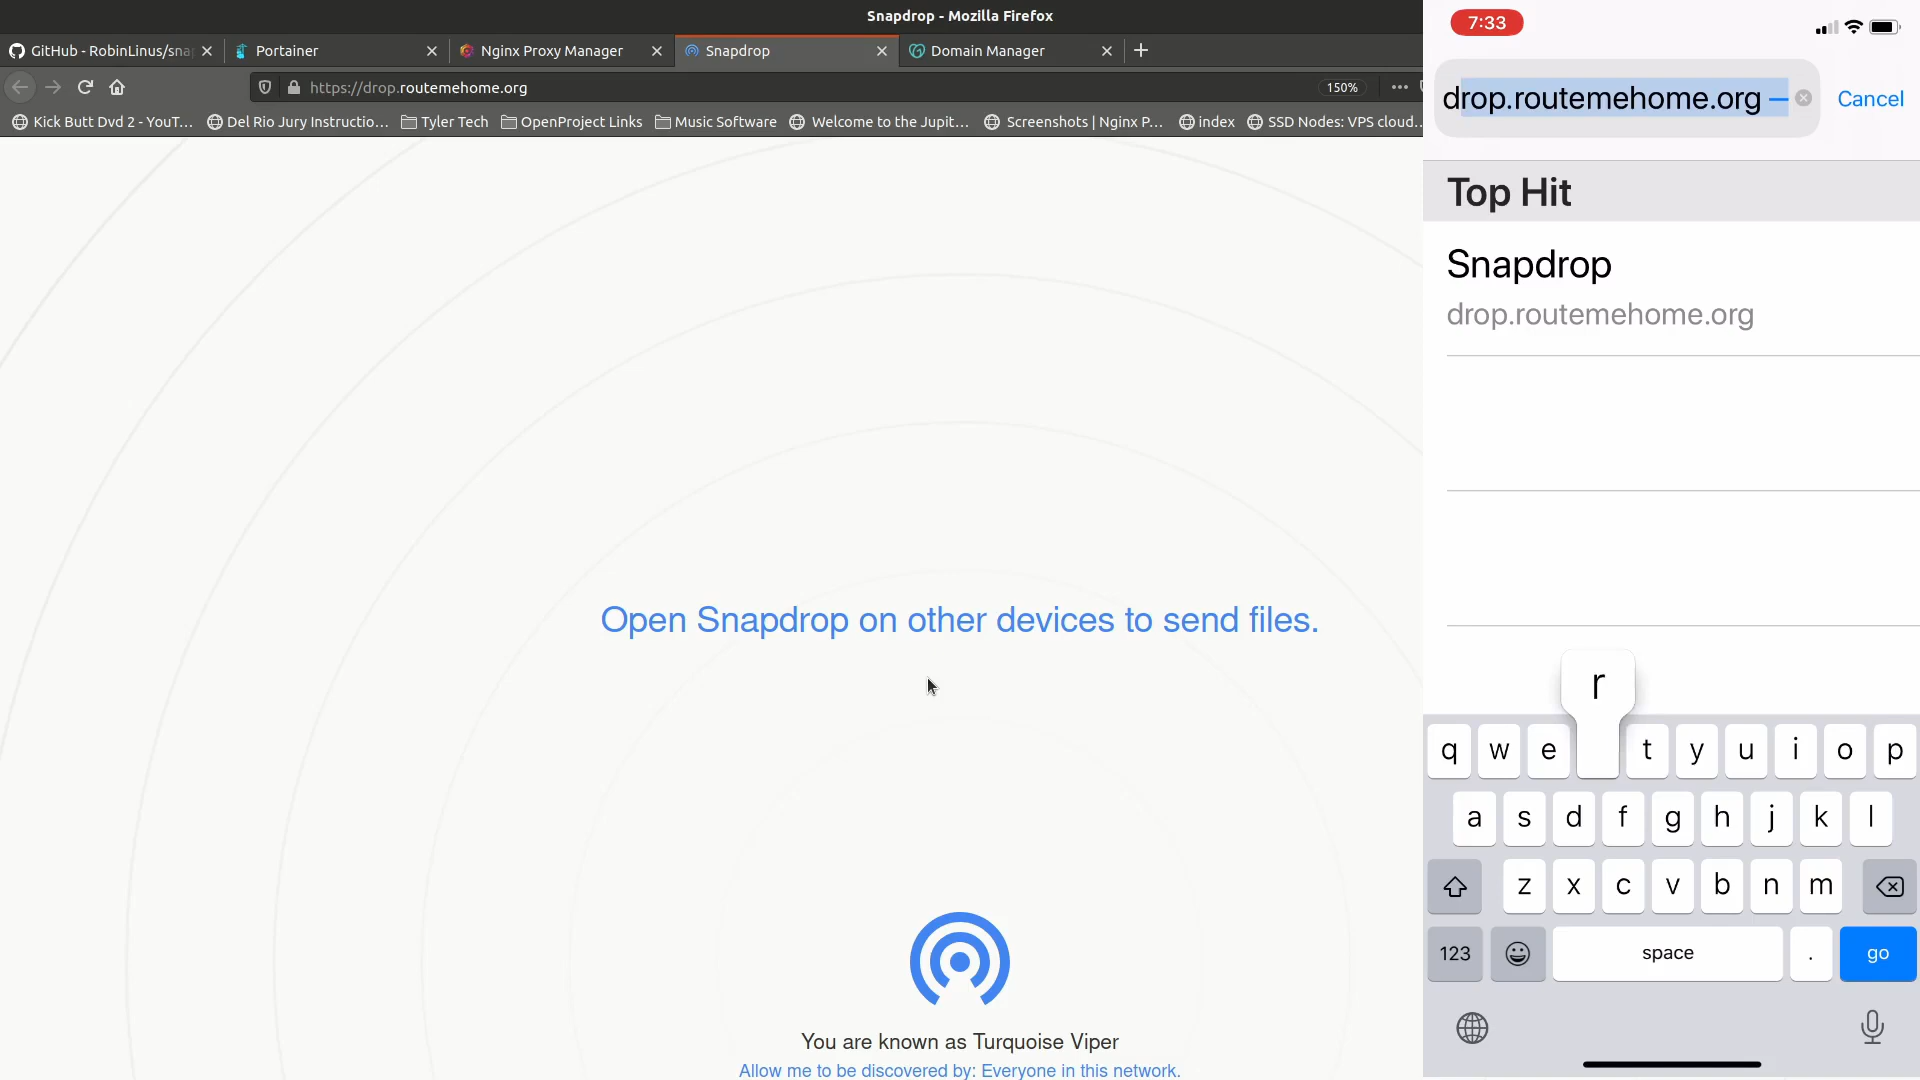 Snapdrop - Mozilla Firefox
GitHub - RobinLinus/sna
Portainer
Nginx Proxy Manager
Snapdrop
Domain Manager
https://drop.routemehome.org
150%
Kick Butt Dvd 2 - YouT...
Del Rio Jury Instructio...
Tyler Tech
OpenProject Links
Music Software
Welcome to the Jupit...
Screenshots | Nginx P...
index
SSD Nodes: VPS cloud...
Open Snapdrop on other devices to send files.
You are known as Turquoise Viper
Allow me to be discovered by: Everyone in this network.
7:33
drop.routemehome.org —
Cancel
Top Hit
Snapdrop
drop.routemehome.org
r
q w e t y u i o p
a s d f g h j k l
z x c v b n m
123 space . go